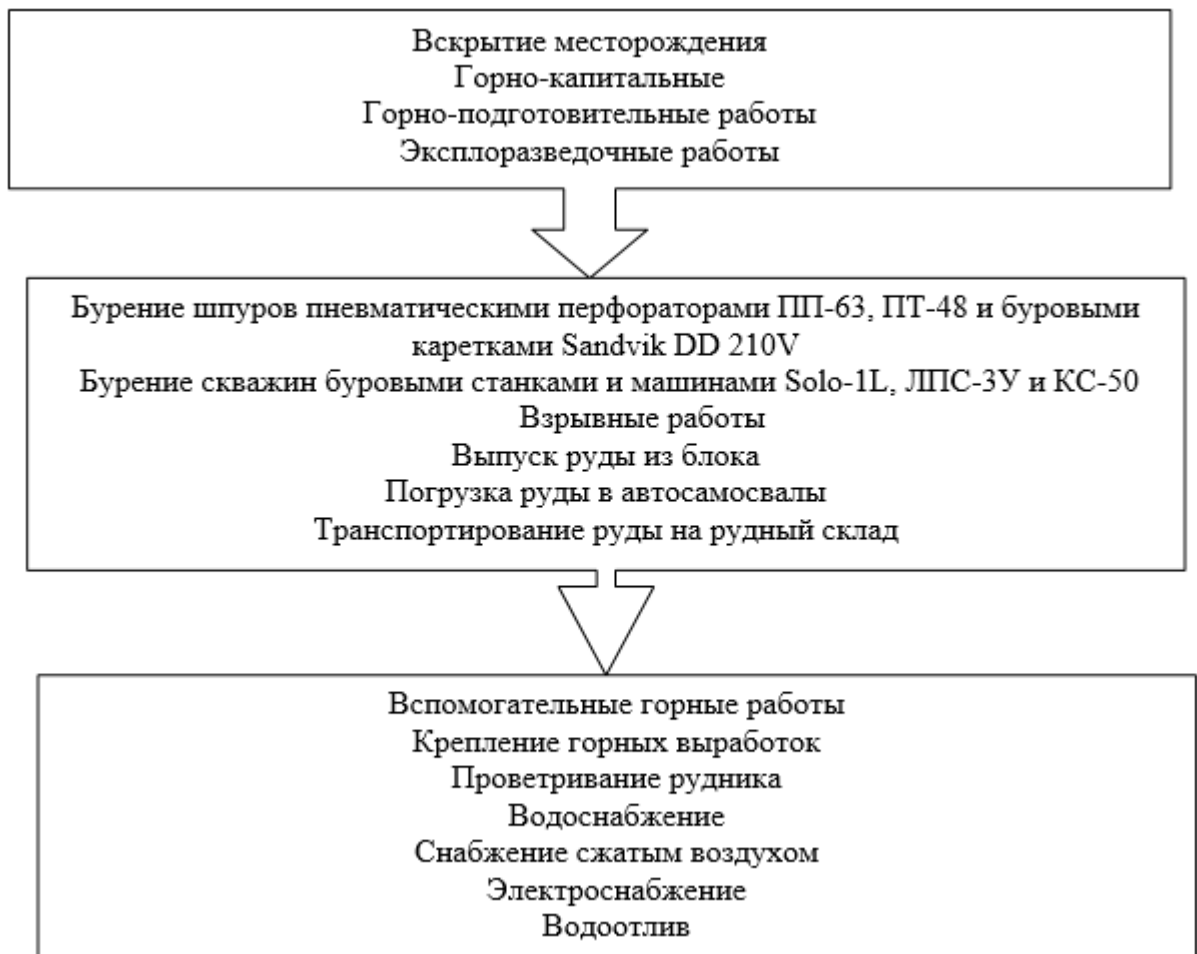 Вскрытие месторождения
Горно-капитальные
Горно-подготовительные работы
Эксплоразведочные работы
Бурение шпуров пневматическими перфораторами ПП-63, ПТ-48 и буровыми
каретками Sandvik DD 210V
Бурение скважин буровыми станками и машинами Solo-1L, ЛПС-3У и КС-50
Взрывные работы
Выпуск руды из блока
Погрузка руды в автосамосвалы
Транспортирование руды на рудный склад
Вспомогательные горные работы
Крепление горных выработок
Проветривание рудника
Водоснабжение
Снабжение сжатым воздухом
Электроснабжение
Водоотлив